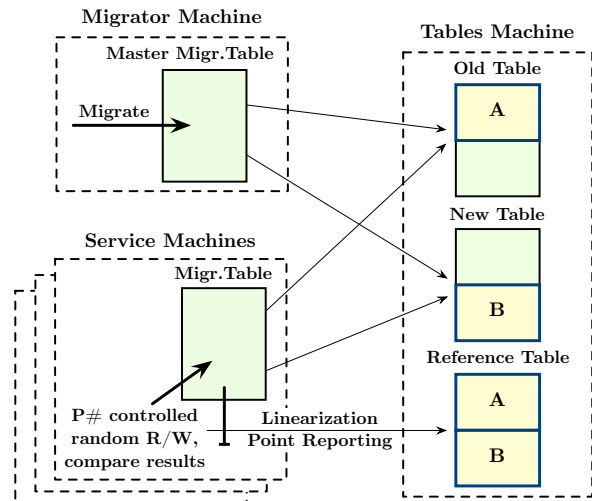 Migrator Machine
Master Migr.Table
Migrate
Tables Machine
Old Table
A
New Table
B
Reference Table
A
B
Service Machines
Migr.Table
P# controlled
random R/W,
compare results
Linearization
Point Reporting